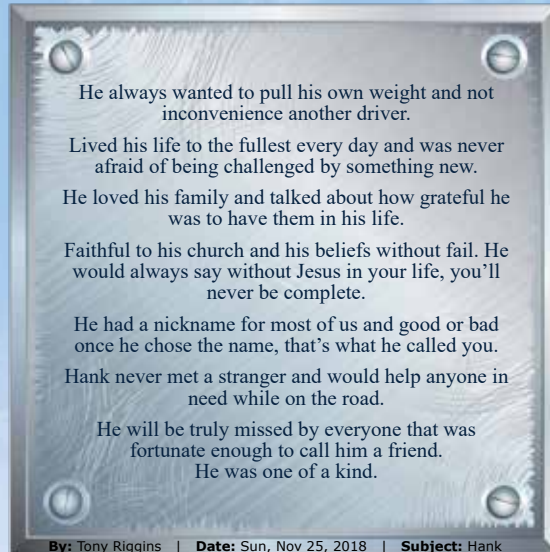 He always wanted to pull his own weight and not
inconvenience another driver.
Lived his life to the fullest every day and was never
afraid of being challenged by something new.
He loved his family and talked about how grateful he
was to have them in his life.
Faithful to his church and his beliefs without fail. He
would always say without Jesus in your life, you’ll
never be complete.
He had a nickname for most of us and good or bad
once he chose the name, that’s what he called you.
Hank never met a stranger and would help anyone in
need while on the road.
He will be truly missed by everyone that was
fortunate enough to call him a friend.
He was one of a kind.
By: Tony Riggins | Date: Sun, Nov 25, 2018 | Subject: Hank